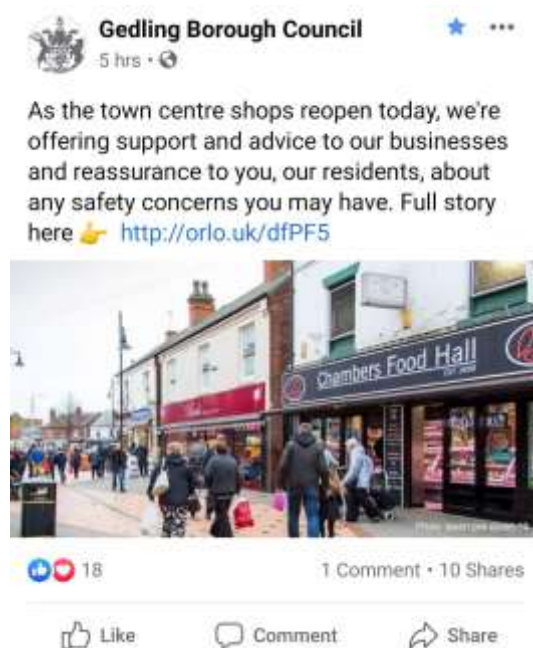 Gedling Borough Council
5 hrs •
As the town centre shops reopen today, we're
offering support and advice to our businesses
and reassurance to you, our residents, about
any safety concerns you may have. Full story
here 👉 http://orlo.uk/dfPF5
Chambers Food Hall
18
1 Comment • 10 Shares
Like Comment Share